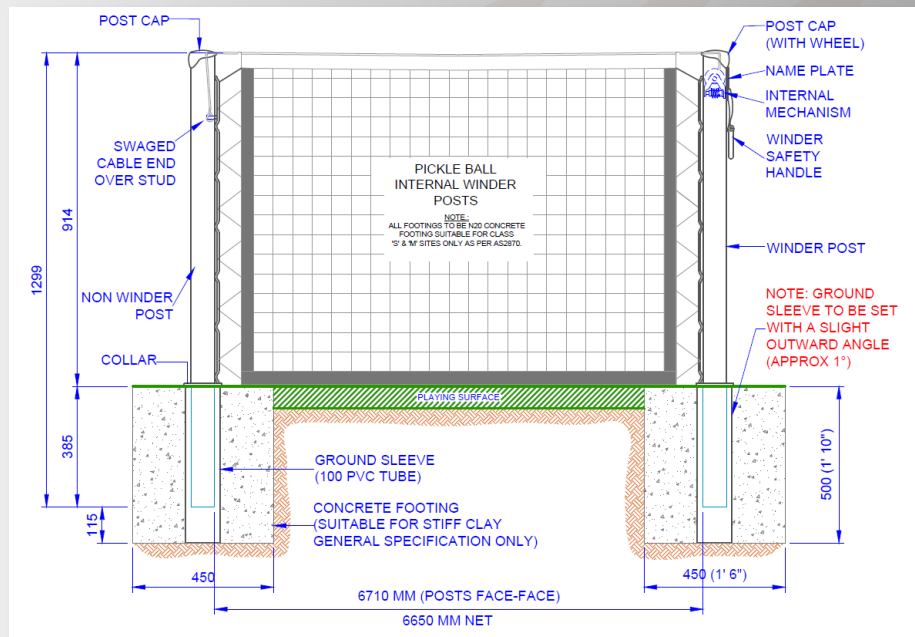 POST CAP
POST CAP
(WITH WHEEL)
NAME PLATE
INTERNAL
MECHANISM
SWAGED
CABLE END
OVER STUD
WINDER
SAFETY
HANDLE
PICKLE BALL
INTERNAL WINDER
POSTS
NOTE:
ALL FOOTINGS TO BE N20 CONCRETE
FOOTING SUITABLE FOR CLASS
'S' & 'M' SITES ONLY AS PER AS2870.
914
1299
WINDER POST
NON WINDER
POST
NOTE: GROUND
SLEEVE TO BE SET
WITH A SLIGHT
OUTWARD ANGLE
(APPROX 1°)
COLLAR
PLAYING SURFACE
385
GROUND SLEEVE
(100 PVC TUBE)
500 (1' 10")
CONCRETE FOOTING
(SUITABLE FOR STIFF CLAY
GENERAL SPECIFICATION ONLY)
115
450
450 (1' 6")
6710 MM (POSTS FACE-FACE)
6650 MM NET